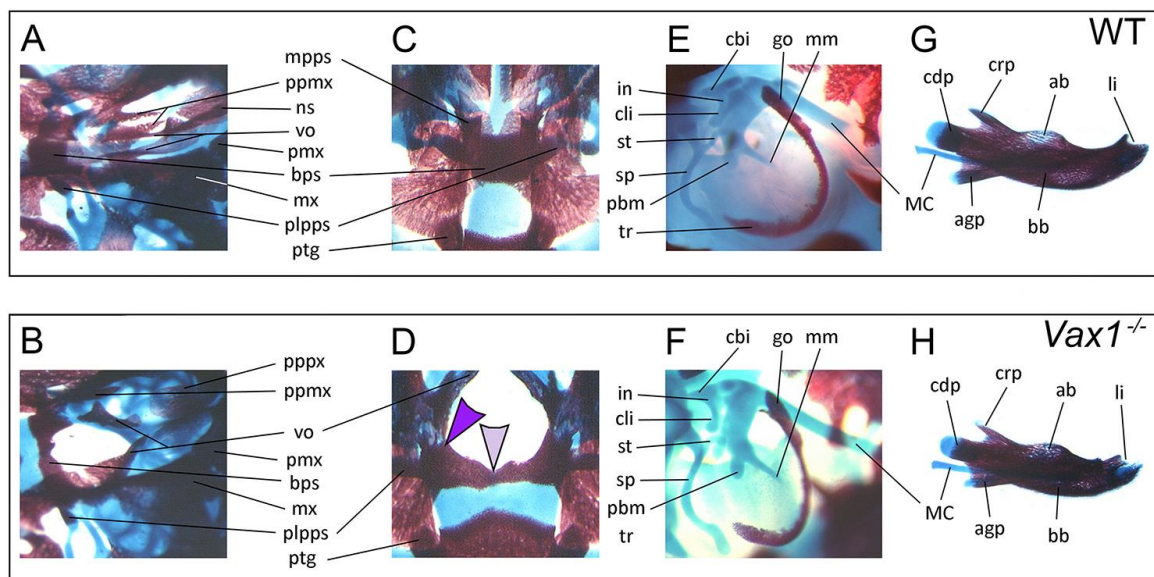 A
C
E
G
WT
mpps
ppmx
ns
vo
pmx
bps
mx
plpps
ptg
cbi
go
mm
in
cli
st
sp
pbm
tr
MC
cdp
crp
ab
li
agp
bb
B
D
F
H
Vax1 -/-
pppx
ppmx
vo
pmx
bps
mx
plpps
ptg
cbi
go
mm
in
cli
st
sp
pbm
tr
MC
cdp
crp
ab
li
agp
bb